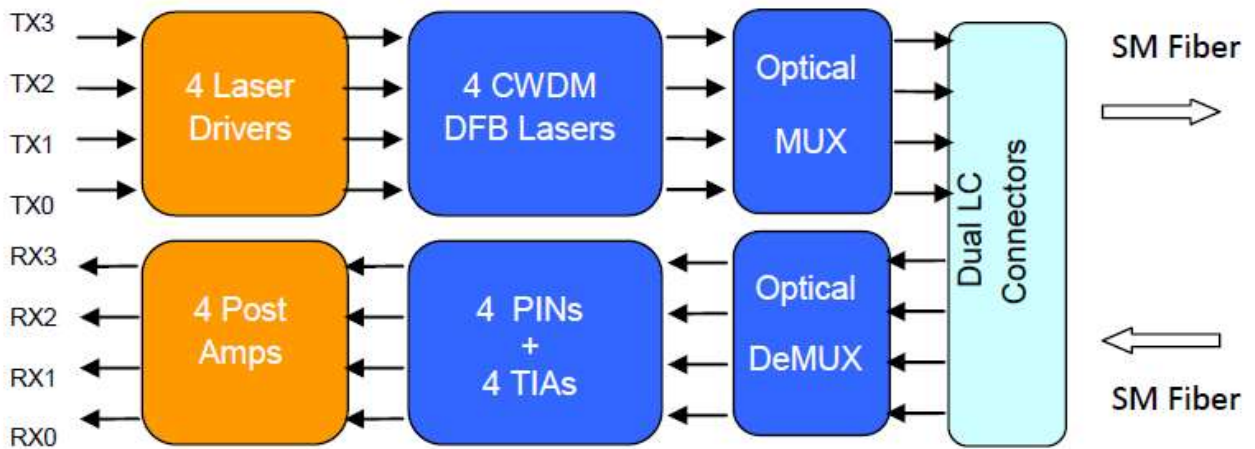 TX3
TX2
TX1
TX0
4 Laser
Drivers
4 CWDM
DFB Lasers
Optical
MUX
Dual LC
Connectors
SM Fiber
RX3
RX2
RX1
RX0
4 Post
Amps
4 PINs
+
4 TIAs
Optical
DeMUX
SM Fiber